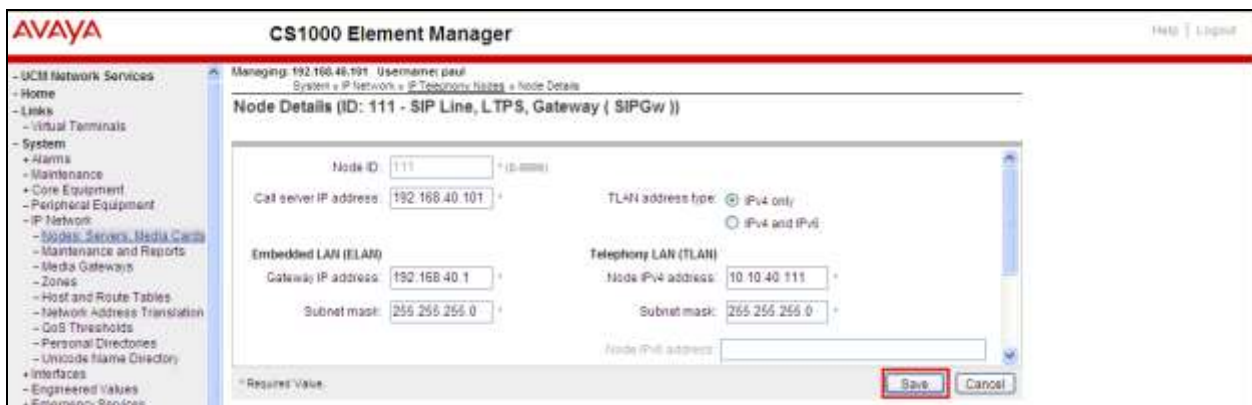 AVAYA
CS1000 Element Manager
Help | Logout
- UCM Network Services
- Home
- Links
- Virtual Terminals
- System
+ Alarms
- Maintenance
+ Core Equipment
- Peripheral Equipment
- IP Network
- Nodes, Servers, Media Cards
- Maintenance and Reports
- Media Gateways
- Zones
- Host and Route Tables
- Network Address Translation
- QoS Thresholds
- Personal Directories
- Unicode Name Directory
+ Interfaces
- Engineered Values
+ Emergency Services
Managing: 192.168.40.101 Username: paul
System » IP Network » IP Telephony Nodes » Node Details
Node Details (ID: 111 - SIP Line, LTPS, Gateway ( SIPGw ))
Node ID: 111 * (0-9999)
Call server IP address: 192.168.40.101 *
TLAN address type: IPv4 only
IPv4 and IPv6
Embedded LAN (ELAN)
Telephony LAN (TLAN)
Gateway IP address: 192.168.40.1 *
Node IPv4 address: 10.10.40.111 *
Subnet mask: 255.255.255.0 *
Subnet mask: 255.255.255.0 *
Node IPv6 address:
* Required Value.
Save
Cancel